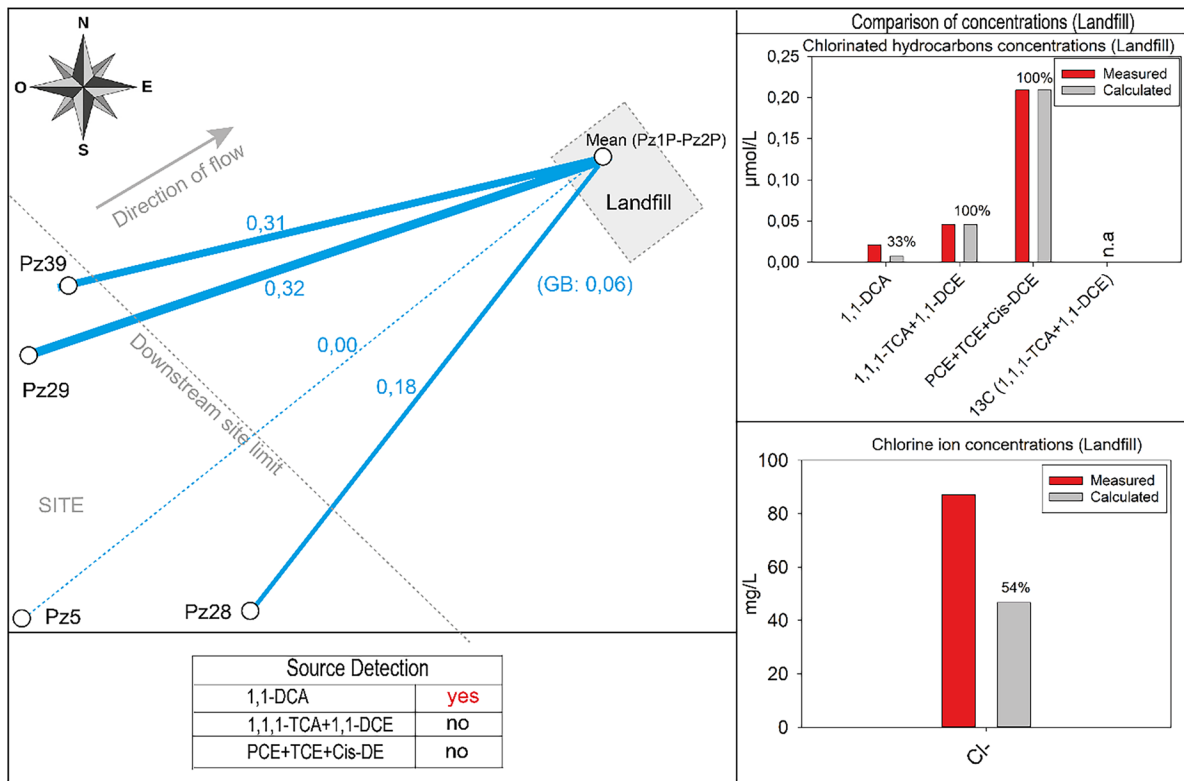 N
O
E
S
Direction of flow
Mean (Pz1P-Pz2P)
Landfill
0,31
Pz39
0,32
(GB: 0,06)
Pz29
0,00
0,18
Downstream site limit
SITE
Pz5
Pz28
Source Detection
1,1-DCA yes
1,1,1-TCA+1,1-DCE no
PCE+TCE+Cis-DE no
Comparison of concentrations (Landfill)
Chlorinated hydrocarbons concentrations (Landfill)
0,25
0,20
0,15
0,10
0,05
0,00
µmol/L
Measured
Calculated
33%
100%
100%
n.a
1,1-DCA
1,1,1-TCA+1,1-DCE
PCE+TCE+Cis-DCE
13C (1,1,1-TCA+1,1-DCE)
Chlorine ion concentrations (Landfill)
100
80
60
40
20
0
mg/L
Measured
Calculated
54%
Cl-